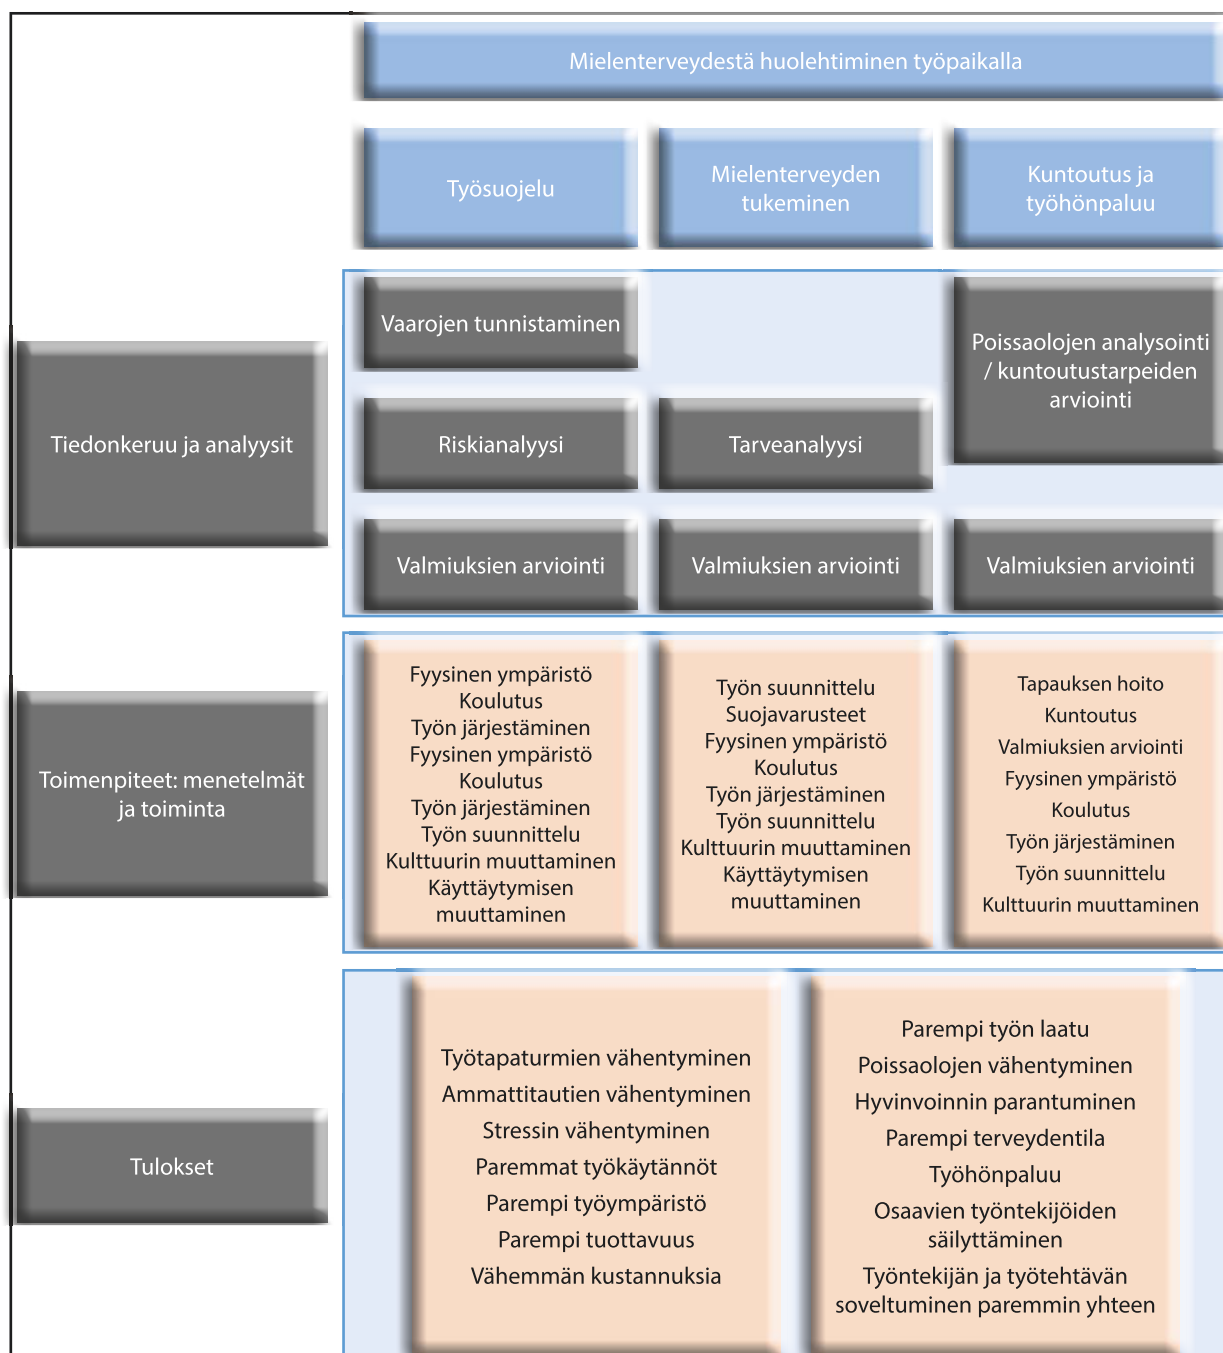 Mielenterveydestä huolehtiminen työpaikalla
Työsuojelu
Mielenterveyden
tukeminen
Kuntoutus ja
työhönpaluu
Tiedonkeruu ja analyysit
Vaarojen tunnistaminen
Poissaolojen analysointi
/ kuntoutustarpeiden
arviointi
Riskianalyysi
Tarveanalyysi
Valmiuksien arviointi
Valmiuksien arviointi
Valmiuksien arviointi
Toimenpiteet: menetelmät
ja toiminta
Fyysinen ympäristö
Koulutus
Työn järjestäminen
Fyysinen ympäristö
Koulutus
Työn järjestäminen
Työn suunnittelu
Kulttuurin muuttaminen
Käyttäytymisen
muuttaminen
Työn suunnittelu
Suojavarusteet
Fyysinen ympäristö
Koulutus
Työn järjestäminen
Työn suunnittelu
Kulttuurin muuttaminen
Käyttäytymisen
muuttaminen
Tapauksen hoito
Kuntoutus
Valmiuksien arviointi
Fyysinen ympäristö
Koulutus
Työn järjestäminen
Työn suunnittelu
Kulttuurin muuttaminen
Tulokset
Työtapaturmien vähentyminen
Ammattitautien vähentyminen
Stressin vähentyminen
Paremmat työkäytännöt
Parempi työympäristö
Parempi tuottavuus
Vähemmän kustannuksia
Parempi työn laatu
Poissaolojen vähentyminen
Hyvinvoinnin parantuminen
Parempi terveydentila
Työhönpaluu
Osaavien työntekijöiden
säilyttäminen
Työntekijän ja työtehtävän
soveltuminen paremmin yhteen